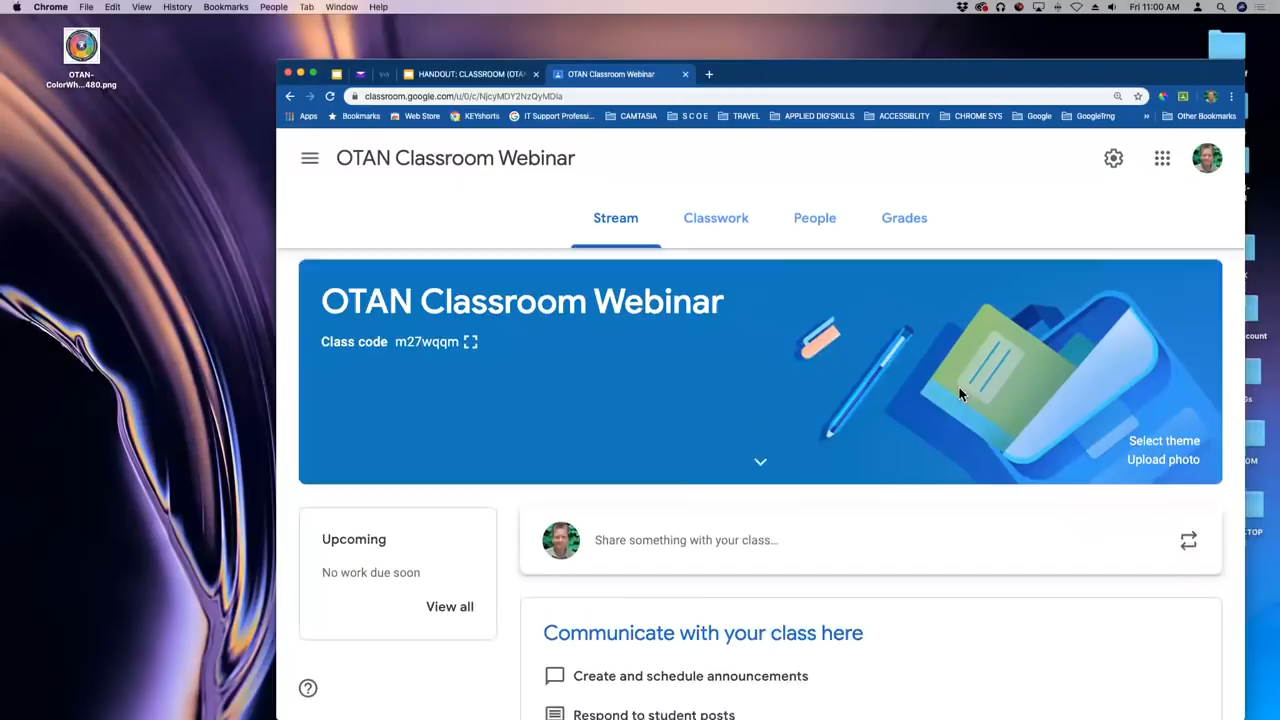 Chrome File Edit View History Bookmarks People Tab Window Help
Fri 11:00 AM
OTAN-
ColorWh...480.png
HANDOUT: CLASSROOM (OTA
OTAN Classroom Webinar
classroom.google.com/u/0/c/NjcyMDY2NzQyMDla
Apps Bookmarks Web Store KEYshorts IT Support Professi... CAMTASIA S C O E TRAVEL APPLIED DIG'SKILLS ACCESSIBLITY CHROME SYS Google GoogleTrng » Other Bookmarks
OTAN Classroom Webinar
Stream Classwork People Grades
OTAN Classroom Webinar
Class code m27wqqm
Select theme
Upload photo
Upcoming
No work due soon
View all
Share something with your class...
Communicate with your class here
Create and schedule announcements
Respond to student posts